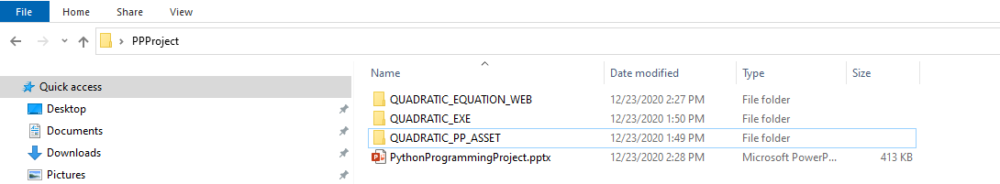 File Home Share View
PPProject
Name Date modified Type Size
Quick access
QUADRATIC_EQUATION_WEB 12/23/2020 2:27 PM File folder
Desktop
QUADRATIC_EXE 12/23/2020 1:50 PM File folder
Documents
QUADRATIC_PP_ASSET 12/23/2020 1:49 PM File folder
Downloads
PythonProgrammingProject.pptx 12/23/2020 2:28 PM Microsoft PowerP... 413 KB
Pictures